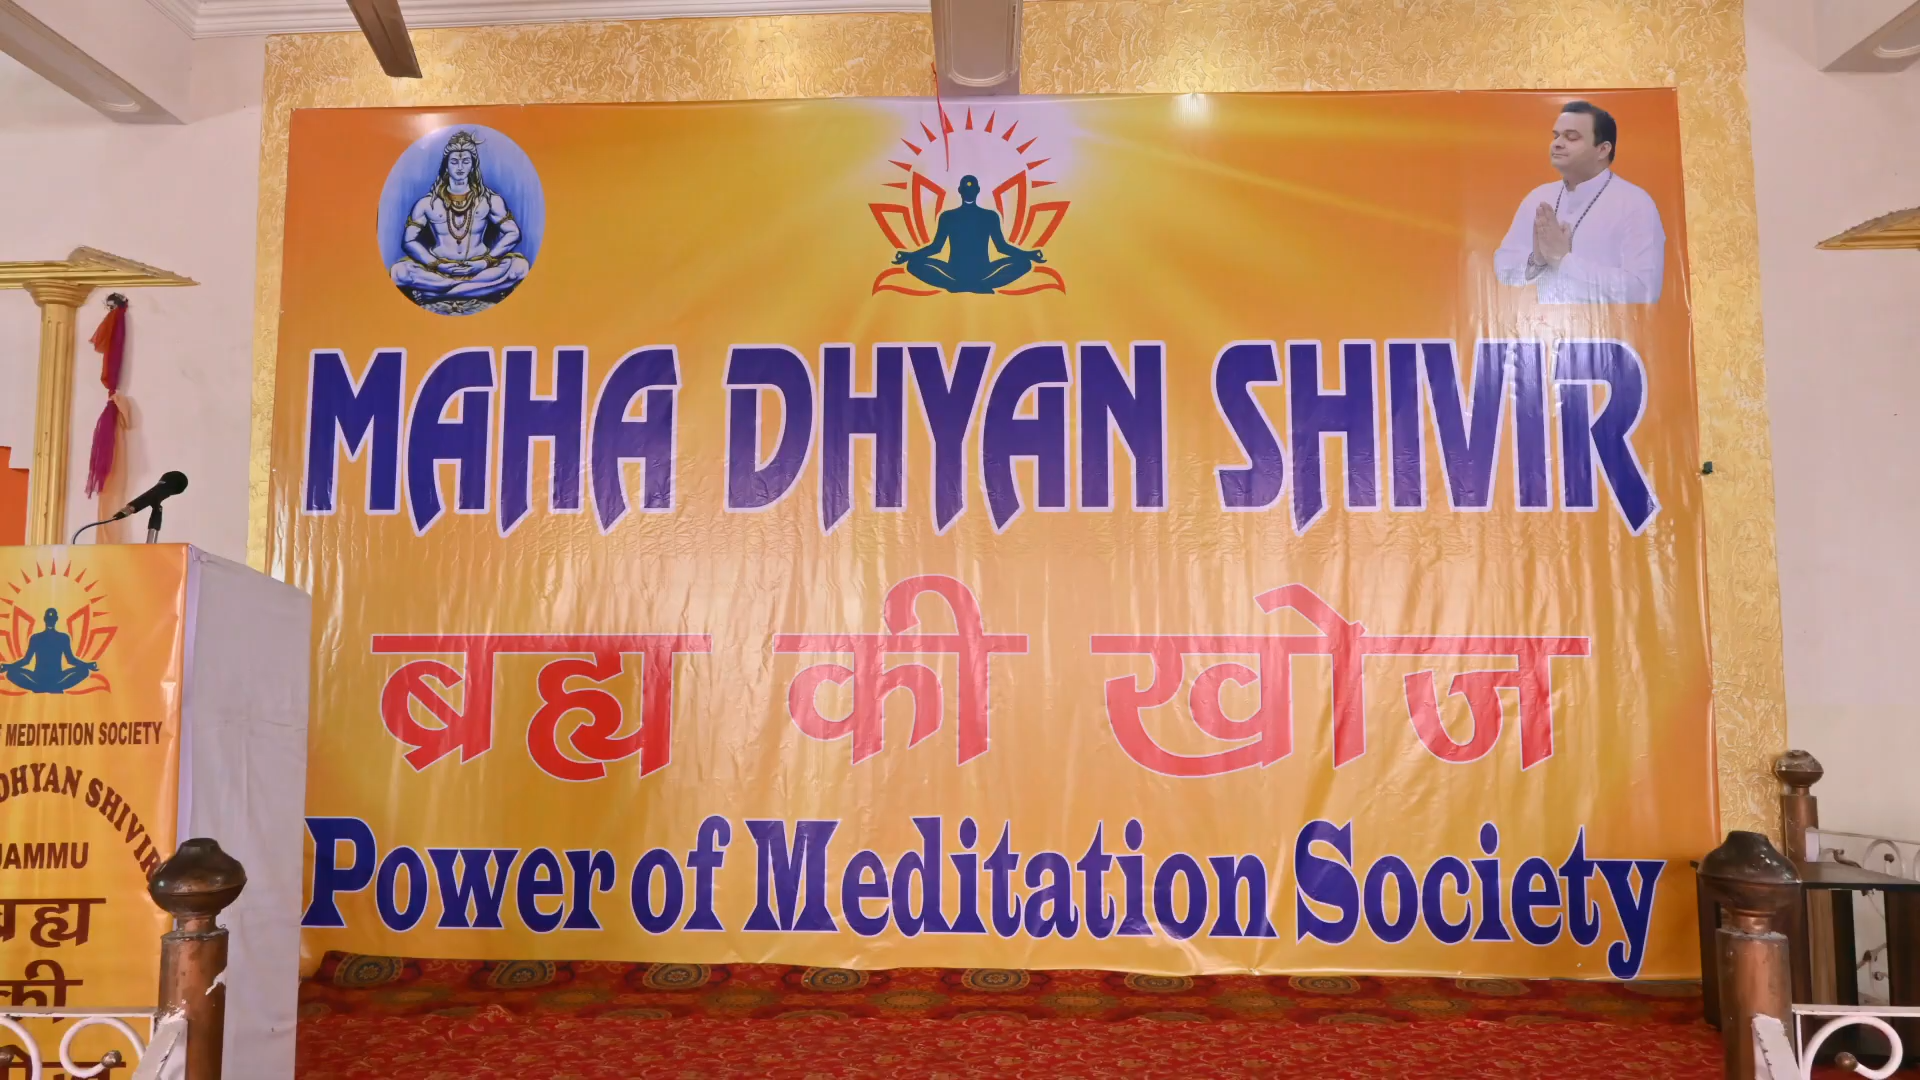 MAHA DHYAN SHIVIR
ब्रह्म की खोज
Power of Meditation Society
MEDITATION SOCIETY
DHYAN SHIVIR
JAMMU
ब्रह्म
की
खोज